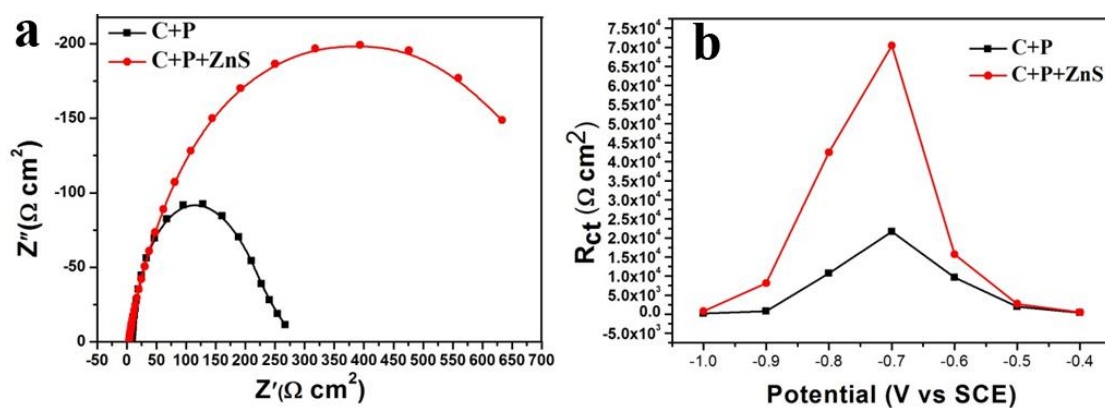 a
C+P
C+P+ZnS
-200
-150
-100
-50
0
Z″(Ω cm²)
-50 0 50 100 150 200 250 300 350 400 450 500 550 600 650 700
Z′(Ω cm²)
b
C+P
C+P+ZnS
7.5x10⁴
7.0x10⁴
6.5x10⁴
6.0x10⁴
5.5x10⁴
5.0x10⁴
4.5x10⁴
4.0x10⁴
3.5x10⁴
3.0x10⁴
2.5x10⁴
2.0x10⁴
1.5x10⁴
1.0x10⁴
5.0x10³
0.0
-5.0x10³
Rct (Ω cm²)
-1.0 -0.9 -0.8 -0.7 -0.6 -0.5 -0.4
Potential (V vs SCE)